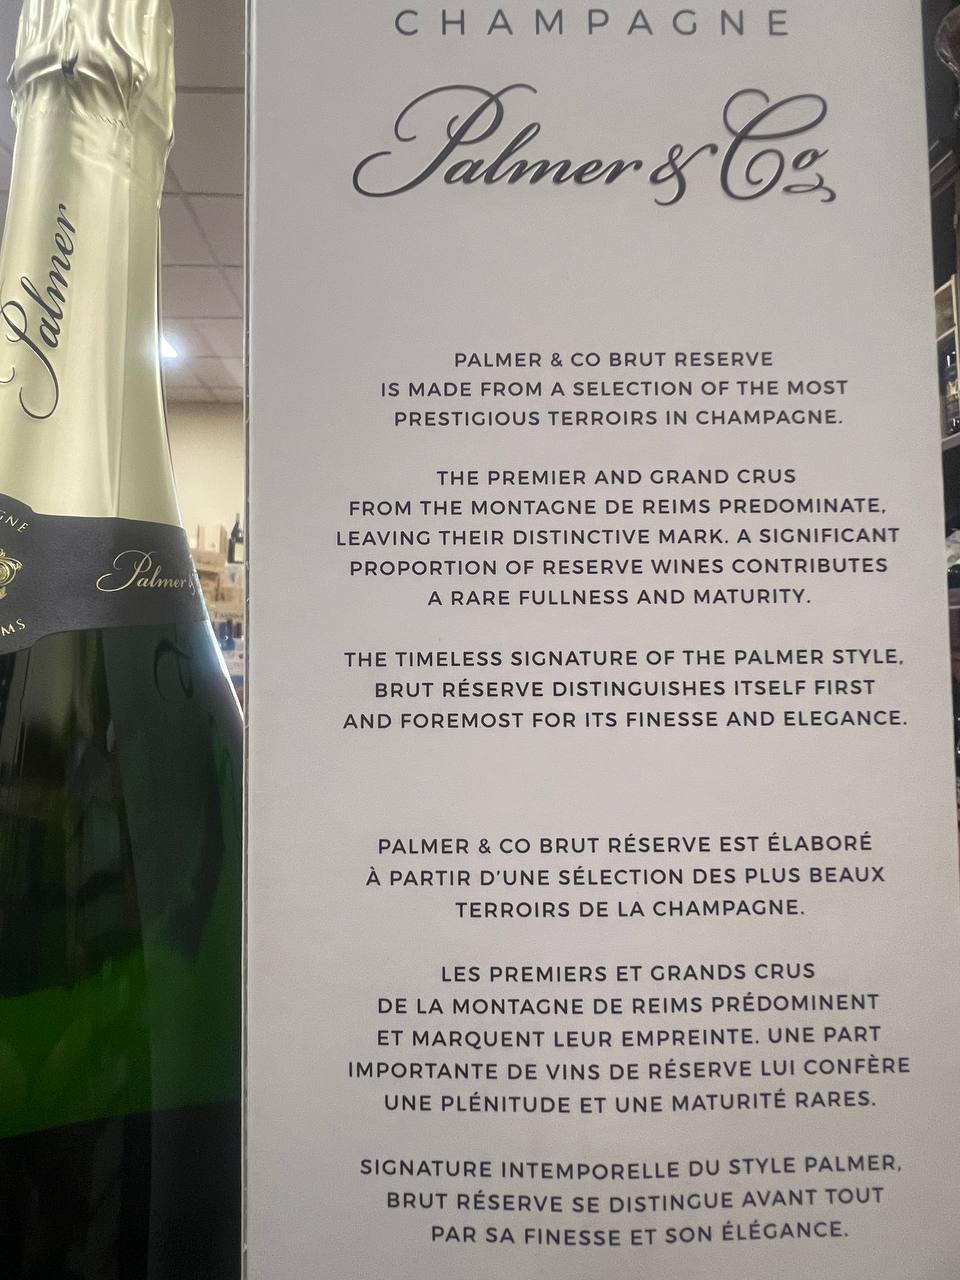 CHAMPAGNE
Palmer & Co
PALMER & CO BRUT RESERVE
IS MADE FROM A SELECTION OF THE MOST
PRESTIGIOUS TERROIRS IN CHAMPAGNE.
THE PREMIER AND GRAND CRUS
FROM THE MONTAGNE DE REIMS PREDOMINATE,
LEAVING THEIR DISTINCTIVE MARK. A SIGNIFICANT
PROPORTION OF RESERVE WINES CONTRIBUTES
A RARE FULLNESS AND MATURITY.
THE TIMELESS SIGNATURE OF THE PALMER STYLE,
BRUT RÉSERVE DISTINGUISHES ITSELF FIRST
AND FOREMOST FOR ITS FINESSE AND ELEGANCE.
PALMER & CO BRUT RÉSERVE EST ÉLABORÉ
À PARTIR D'UNE SÉLECTION DES PLUS BEAUX
TERROIRS DE LA CHAMPAGNE.
LES PREMIERS ET GRANDS CRUS
DE LA MONTAGNE DE REIMS PRÉDOMINENT
ET MARQUENT LEUR EMPREINTE. UNE PART
IMPORTANTE DE VINS DE RÉSERVE LUI CONFÈRE
UNE PLÉNITUDE ET UNE MATURITÉ RARES.
SIGNATURE INTEMPORELLE DU STYLE PALMER,
BRUT RÉSERVE SE DISTINGUE AVANT TOUT
PAR SA FINESSE ET SON ÉLÉGANCE.
Palmer
Palmer &